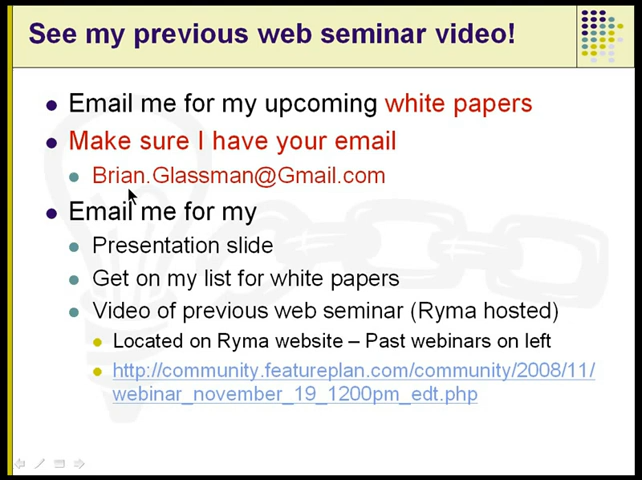 See my previous web seminar video!
Email me for my upcoming white papers
Make sure I have your email
Brian.Glassman@Gmail.com
Email me for my
Presentation slide
Get on my list for white papers
Video of previous web seminar (Ryma hosted)
Located on Ryma website – Past webinars on left
http://community.featureplan.com/community/2008/11/
webinar_november_19_1200pm_edt.php